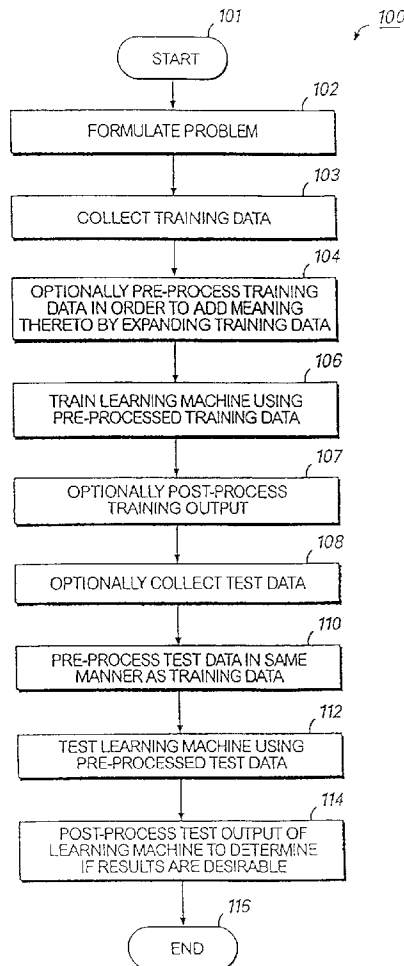 101
100
START
102
FORMULATE PROBLEM
103
COLLECT TRAINING DATA
104
OPTIONALLY PRE-PROCESS TRAINING
DATA IN ORDER TO ADD MEANING
THERETO BY EXPANDING TRAINING DATA
106
TRAIN LEARNING MACHINE USING
PRE-PROCESSED TRAINING DATA
107
OPTIONALLY POST-PROCESS
TRAINING OUTPUT
108
OPTIONALLY COLLECT TEST DATA
110
PRE-PROCESS TEST DATA IN SAME
MANNER AS TRAINING DATA
112
TEST LEARNING MACHINE USING
PRE-PROCESSED TEST DATA
114
POST-PROCESS TEST OUTPUT OF
LEARNING MACHINE TO DETERMINE
IF RESULTS ARE DESIRABLE
116
END